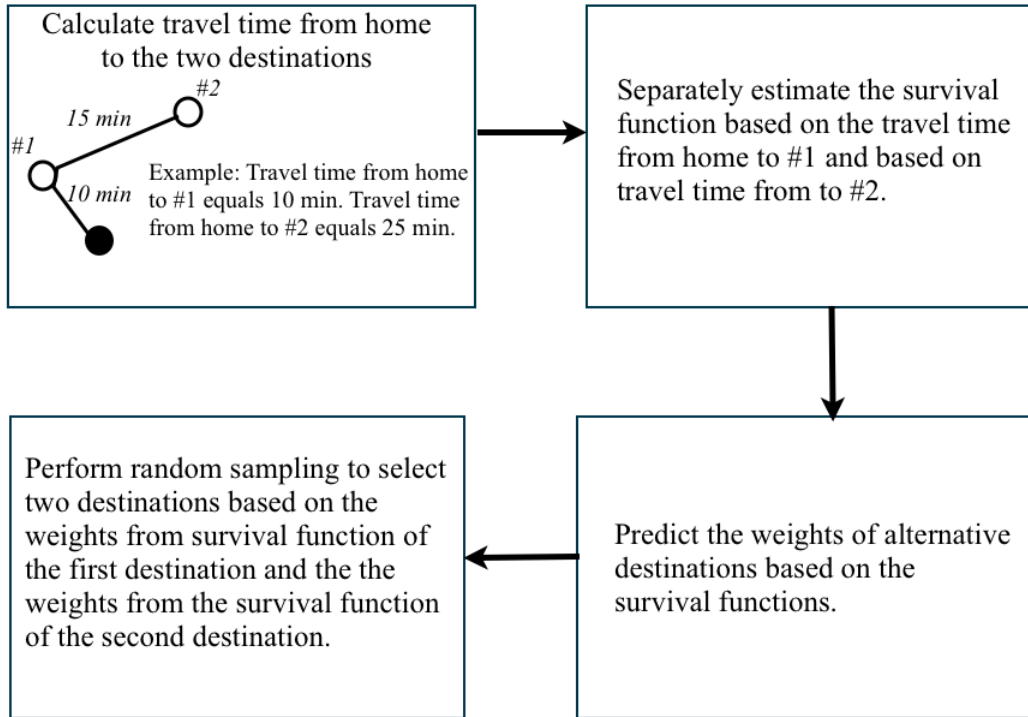 Calculate travel time from home
to the two destinations
#2
15 min
#1
10 min
Example: Travel time from home
to #1 equals 10 min. Travel time
from home to #2 equals 25 min.
Separately estimate the survival
function based on the travel time
from home to #1 and based on
travel time from to #2.
Predict the weights of alternative
destinations based on the
survival functions.
Perform random sampling to select
two destinations based on the
weights from survival function of
the first destination and the the
weights from the survival function
of the second destination.